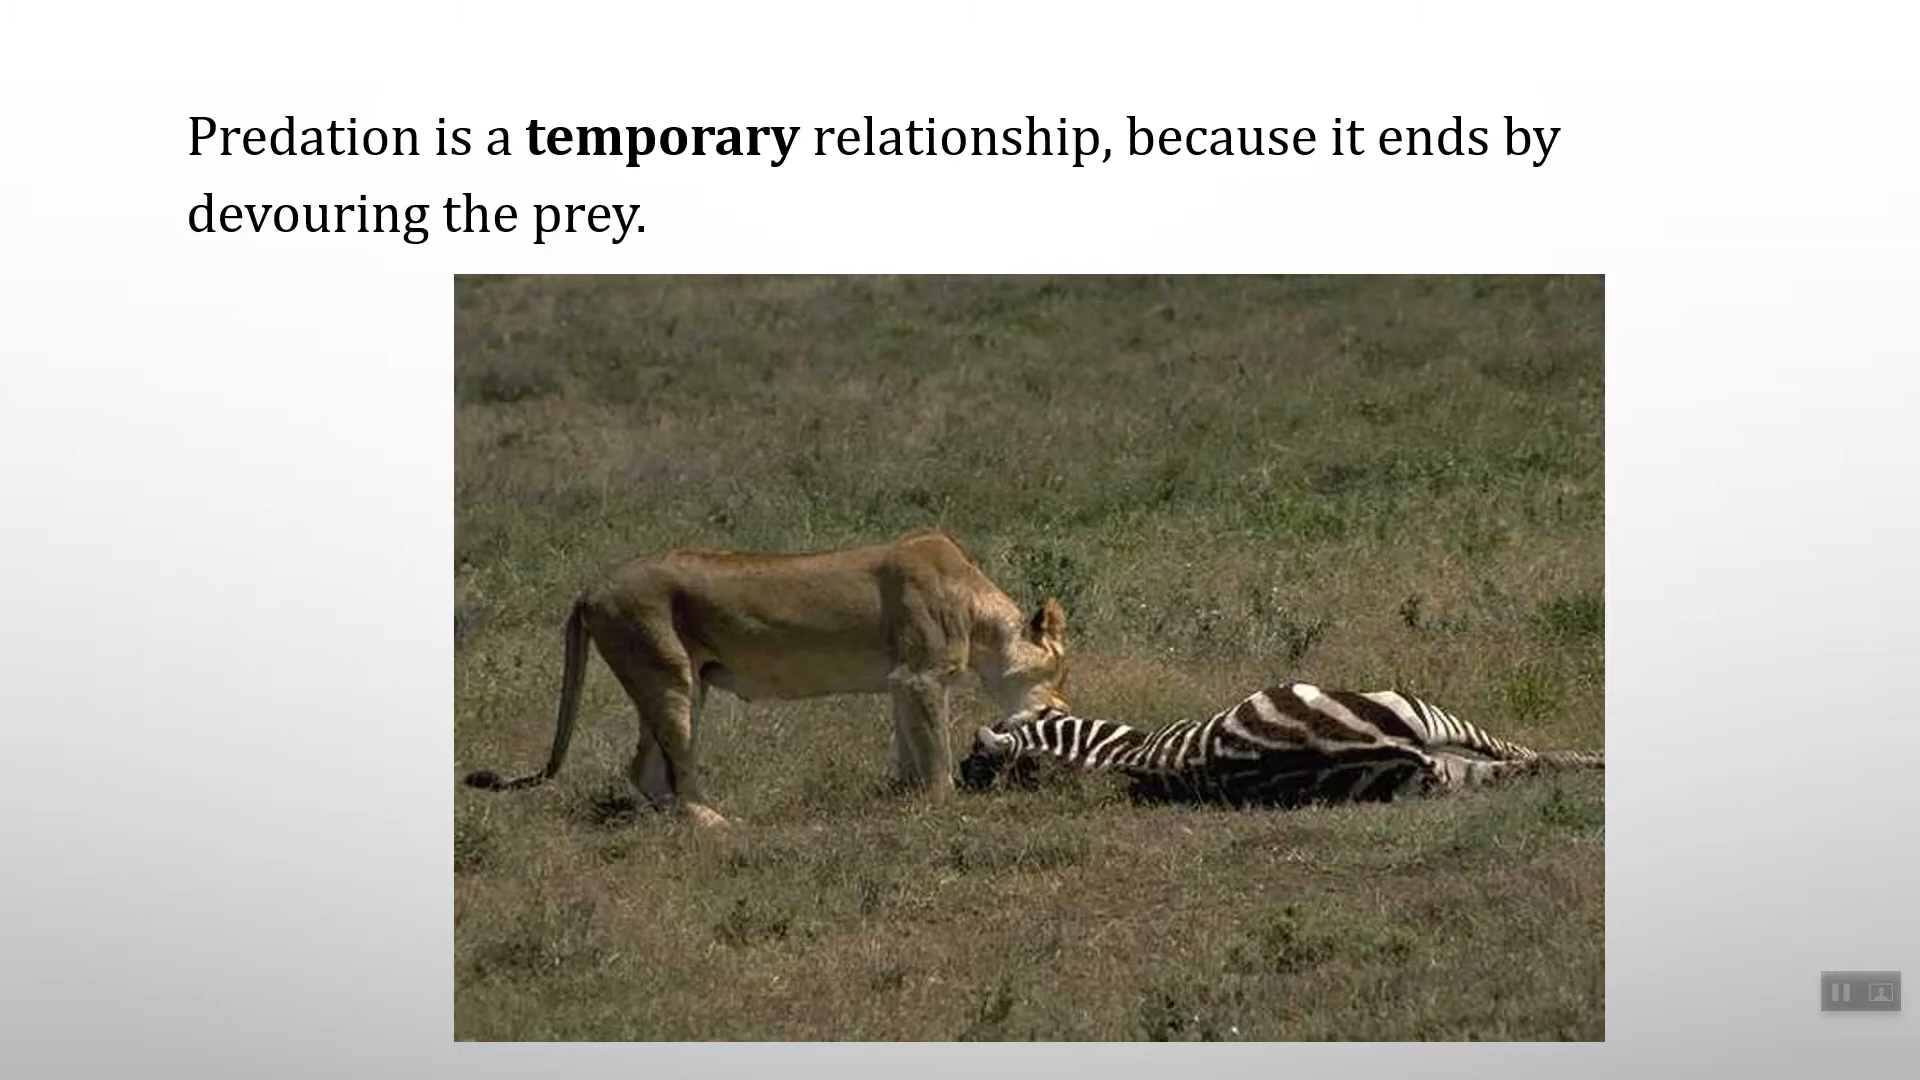 Predation is a temporary relationship, because it ends by
devouring the prey.